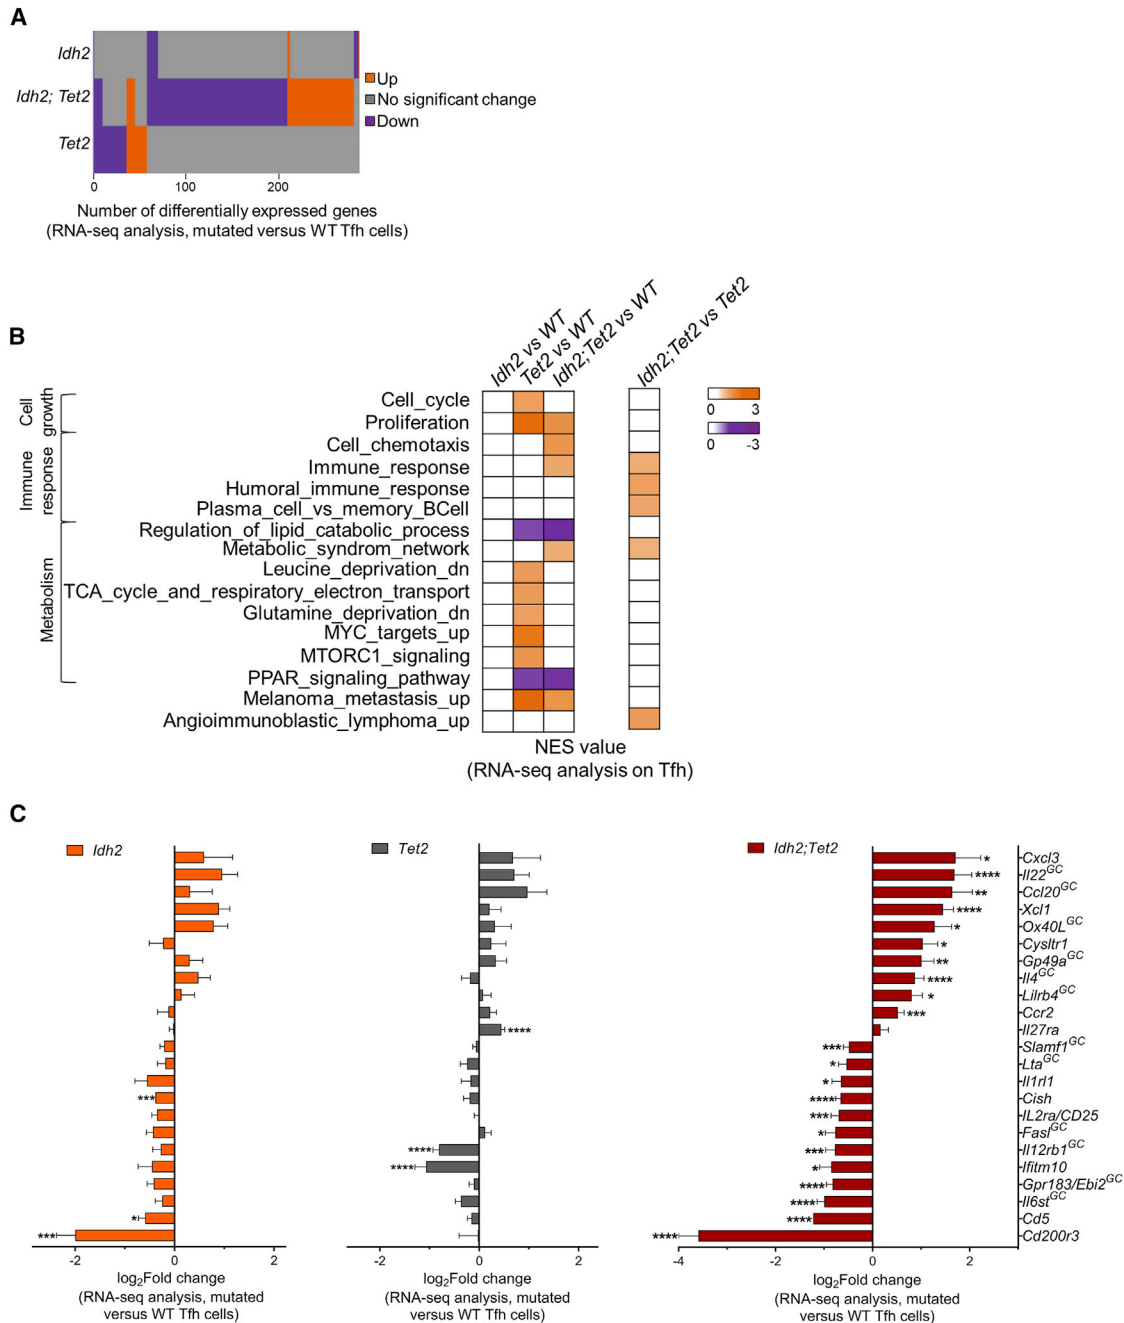 A
Idh2
Idh2; Tet2
Tet2
Up
No significant change
Down
0 100 200
Number of differentially expressed genes
(RNA-seq analysis, mutated versus WT Tfh cells)
B
Idh2 vs WT
Tet2 vs WT
Idh2;Tet2 vs WT
Idh2;Tet2 vs Tet2
0 3
0 -3
Cell growth
Immune response
Metabolism
Cell_cycle
Proliferation
Cell_chemotaxis
Immune_response
Humoral_immune_response
Plasma_cell_vs_memory_BCell
Regulation_of_lipid_catabolic_process
Metabolic_syndrom_network
Leucine_deprivation_dn
TCA_cycle_and_respiratory_electron_transport
Glutamine_deprivation_dn
MYC_targets_up
MTORC1_signaling
PPAR_signaling_pathway
Melanoma_metastasis_up
Angioimmunoblastic_lymphoma_up
NES value
(RNA-seq analysis on Tfh)
C
Idh2
***
*
***
-2 0 2
log2Fold change
(RNA-seq analysis, mutated
versus WT Tfh cells)
Tet2
****
****
****
-2 0 2
log2Fold change
(RNA-seq analysis, mutated
versus WT Tfh cells)
Idh2;Tet2
* Cxcl3
**** Il22GC
** Ccl20GC
**** Xcl1
* Ox40LGC
* Cysltr1
** Gp49aGC
**** Il4GC
* Lilrb4GC
*** Ccr2
Il27ra
*** Slamf1GC
* LtaGC
* Il1rl1
**** Cish
*** IL2ra/CD25
* FaslGC
*** Il12rb1GC
* Ifitm10
**** Gpr183/Ebi2GC
**** Il6stGC
**** Cd5
**** Cd200r3
-4 -2 0 2
log2Fold change
(RNA-seq analysis, mutated
versus WT Tfh cells)